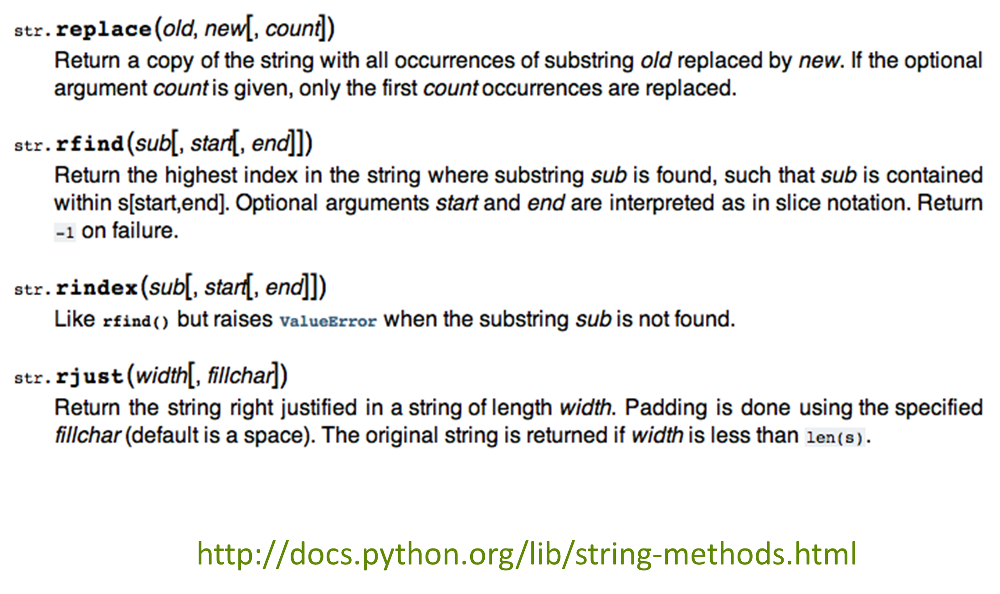 str.replace(old, new[, count])
Return a copy of the string with all occurrences of substring old replaced by new. If the optional
argument count is given, only the first count occurrences are replaced.
str.rfind(sub[, start[, end]])
Return the highest index in the string where substring sub is found, such that sub is contained
within s[start,end]. Optional arguments start and end are interpreted as in slice notation. Return
-1 on failure.
str.rindex(sub[, start[, end]])
Like rfind() but raises ValueError when the substring sub is not found.
str.rjust(width[, fillchar])
Return the string right justified in a string of length width. Padding is done using the specified
fillchar (default is a space). The original string is returned if width is less than len(s).
http://docs.python.org/lib/string-methods.html